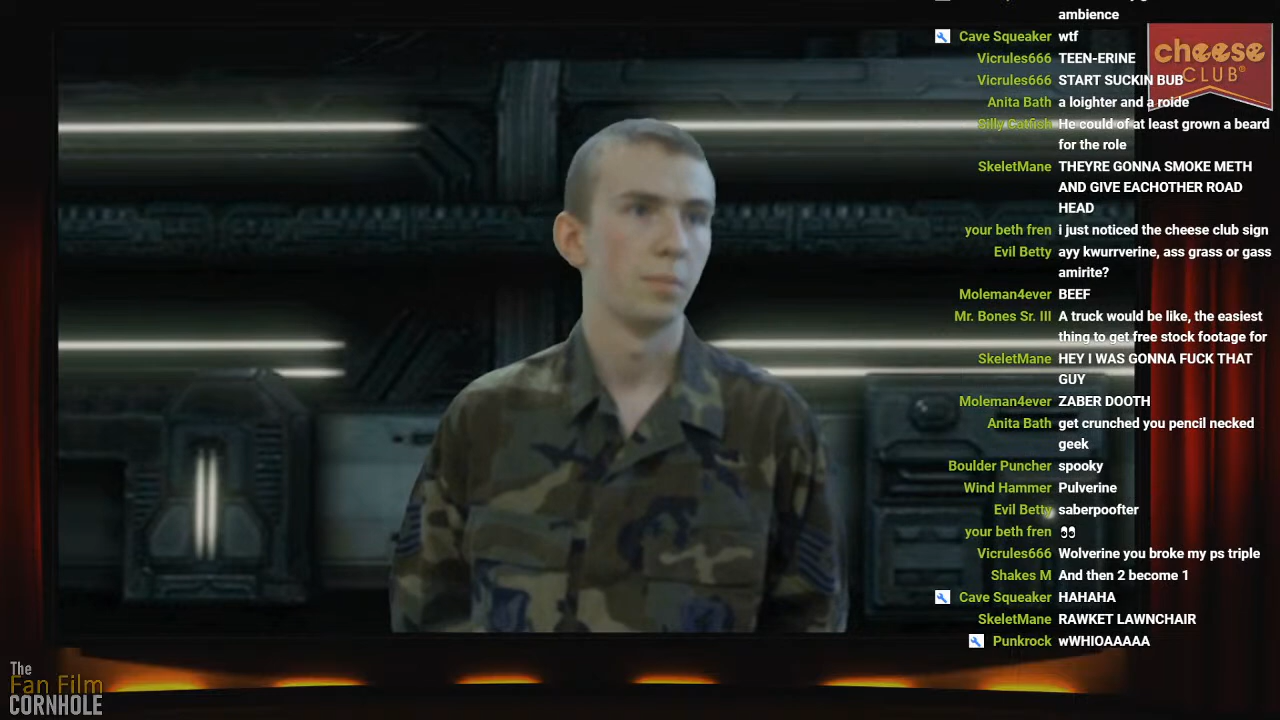 ambience
Cave Squeaker wtf
Vicrules666 TEEN-ERINE
Vicrules666 START SUCKIN BUB
Anita Bath a loighter and a roide
Silly Catfish He could of at least grown a beard
for the role
SkeletMane THEYRE GONNA SMOKE METH
AND GIVE EACHOTHER ROAD
HEAD
your beth fren i just noticed the cheese club sign
Evil Betty ayy kwurrverine, ass grass or gass
amirite?
Moleman4ever BEEF
Mr. Bones Sr. III A truck would be like, the easiest
thing to get free stock footage for
SkeletMane HEY I WAS GONNA FUCK THAT
GUY
Moleman4ever ZABER DOOTH
Anita Bath get crunched you pencil necked
geek
Boulder Puncher spooky
Wind Hammer Pulverine
Evil Betty saberpoofter
your beth fren 👀
Vicrules666 Wolverine you broke my ps triple
Shakes M And then 2 become 1
Cave Squeaker HAHAHA
SkeletMane RAWKET LAWNCHAIR
Punkrock wWHIOAAAAA
cheese
CLUB®
The
Fan Film
CORNHOLE